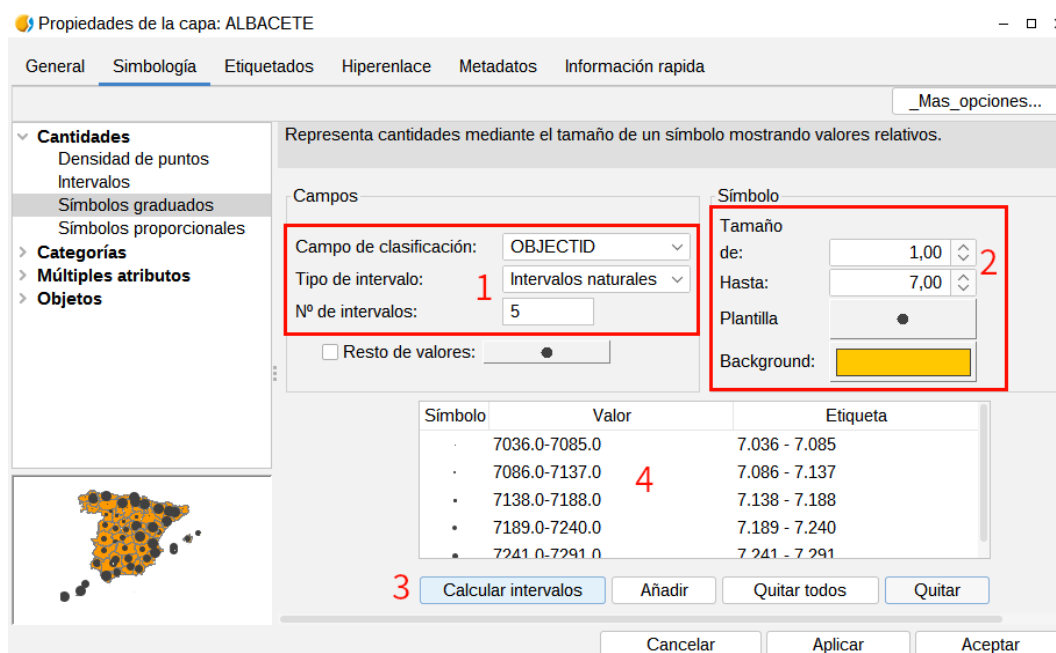 Propiedades de la capa: ALBACETE
General Simbología Etiquetados Hiperenlace Metadatos Información rapida
_Mas_opciones...
Cantidades
Densidad de puntos
Intervalos
Símbolos graduados
Símbolos proporcionales
Categorías
Múltiples atributos
Objetos
Representa cantidades mediante el tamaño de un símbolo mostrando valores relativos.
Campos
Campo de clasificación: OBJECTID
Tipo de intervalo: Intervalos naturales
1
Nº de intervalos: 5
Resto de valores:
Símbolo
Tamaño
de: 1,00
2
Hasta: 7,00
Plantilla
Background:
Símbolo Valor Etiqueta
7036.0-7085.0 7.036 - 7.085
7086.0-7137.0 7.086 - 7.137
4
7138.0-7188.0 7.138 - 7.188
7189.0-7240.0 7.189 - 7.240
7241.0-7291.0 7.241 - 7.291
3 Calcular intervalos Añadir Quitar todos Quitar
Cancelar Aplicar Aceptar